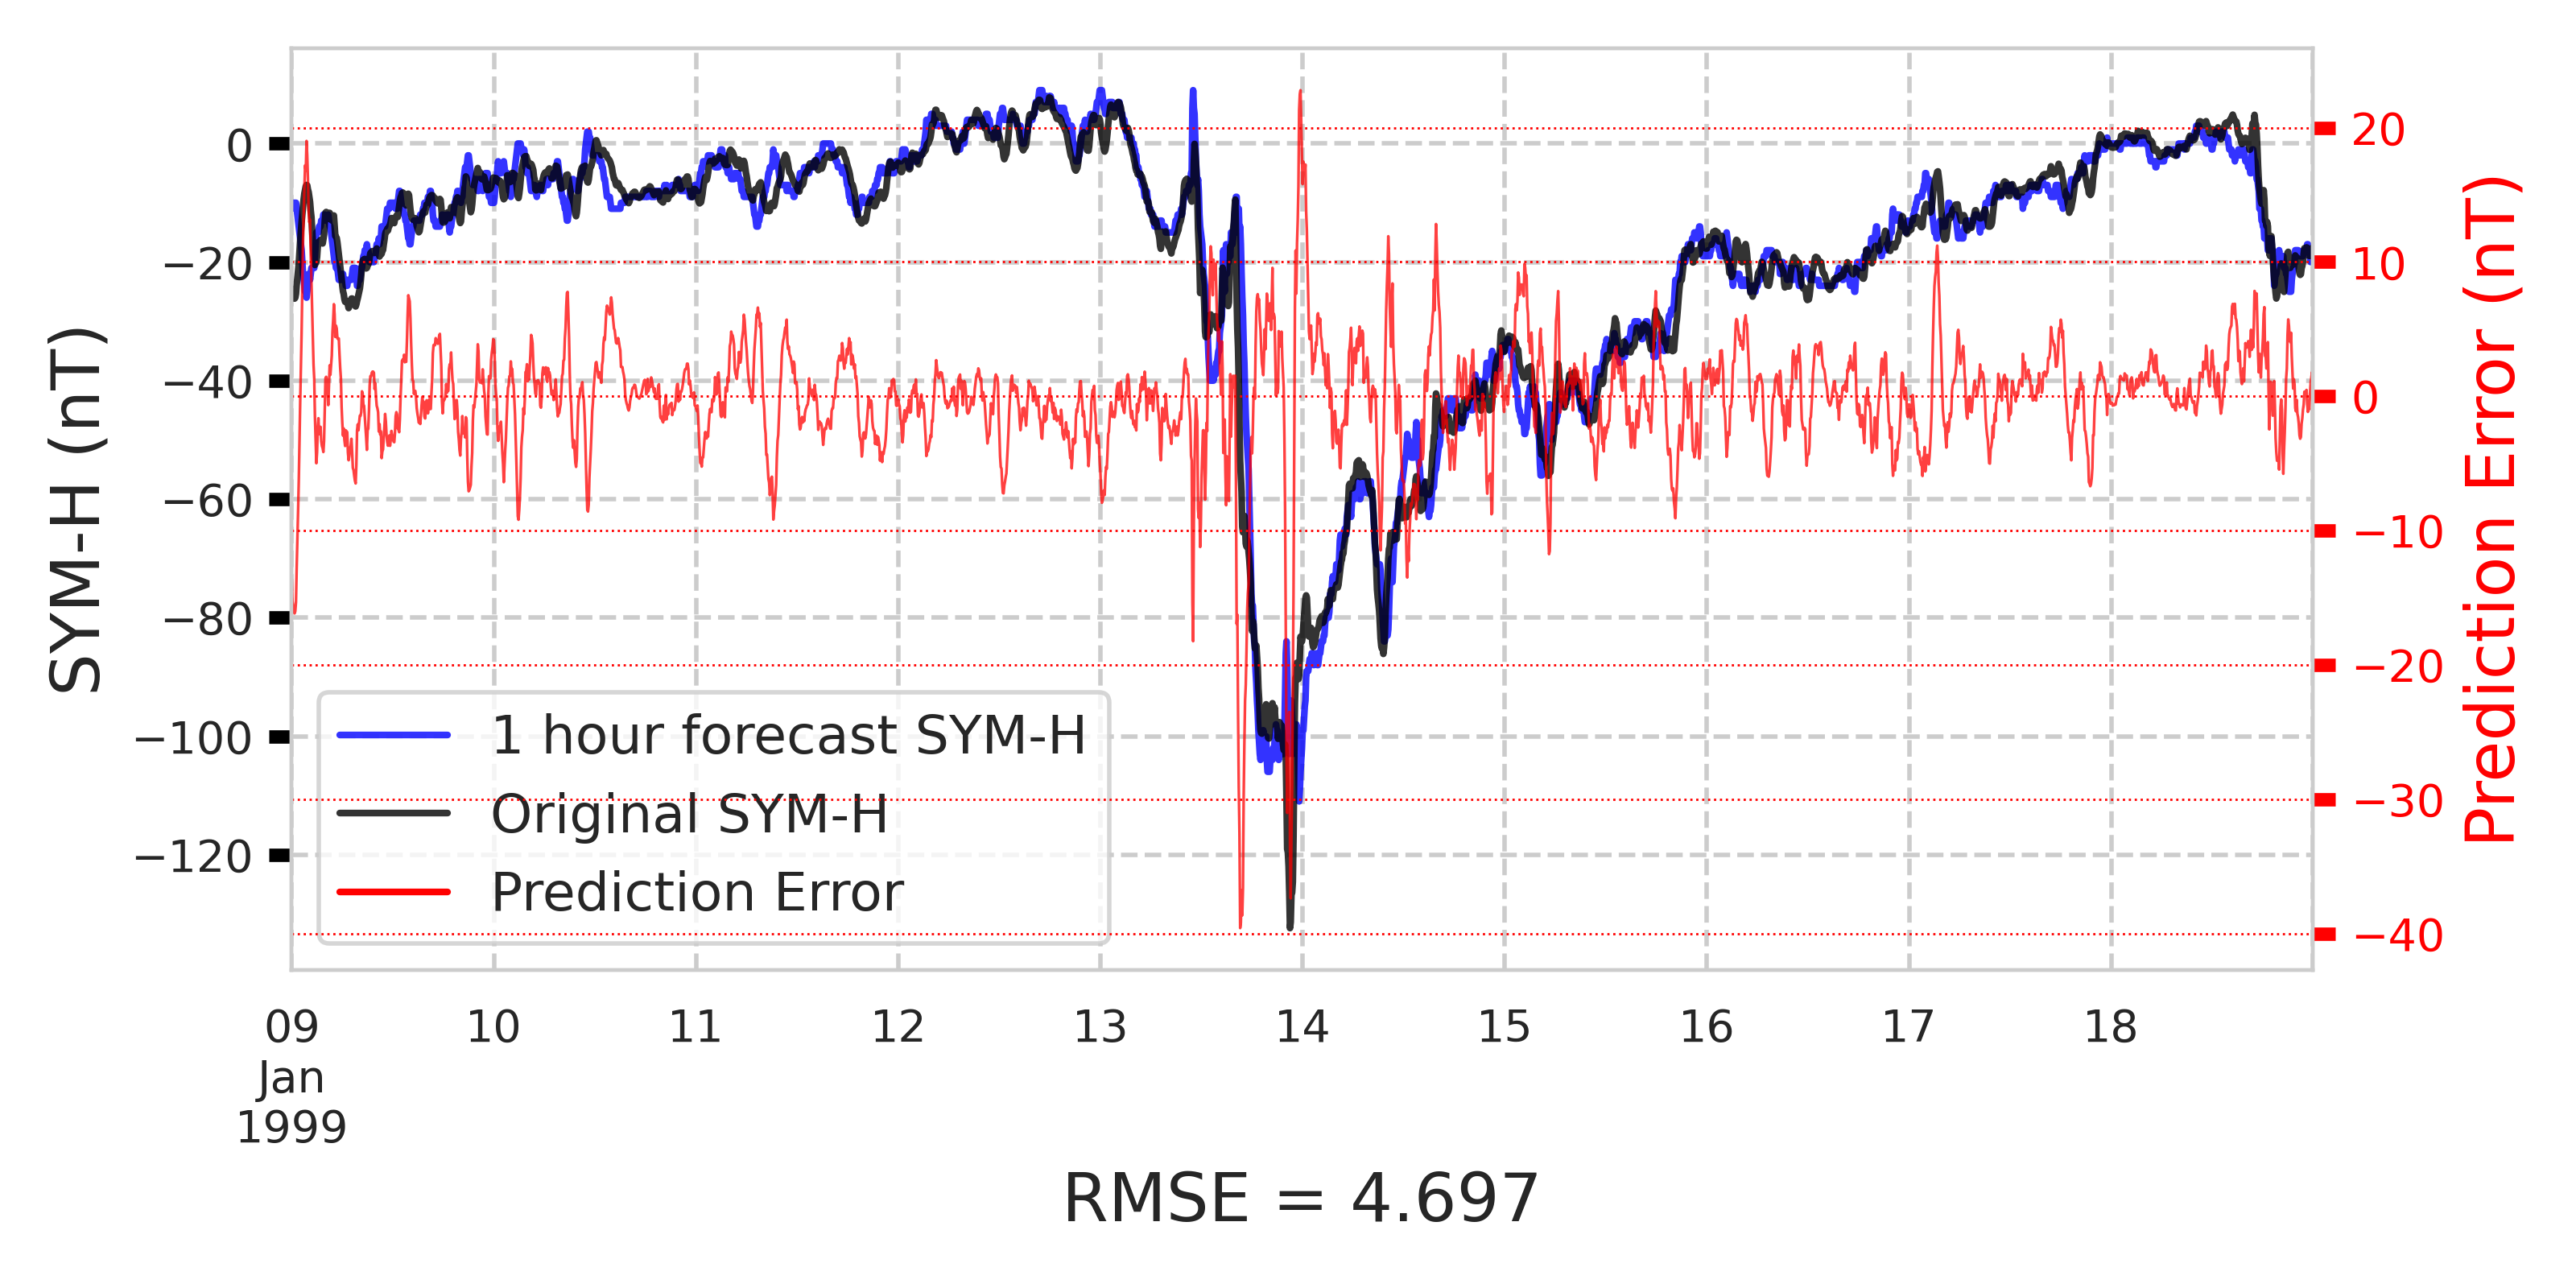 SYM-H (nT)
0
−20
−40
−60
−80
−100
−120
1 hour forecast SYM-H
Original SYM-H
Prediction Error
20
10
0
−10
−20
−30
−40
Prediction Error (nT)
09 10 11 12 13 14 15 16 17 18
Jan
1999
RMSE = 4.697